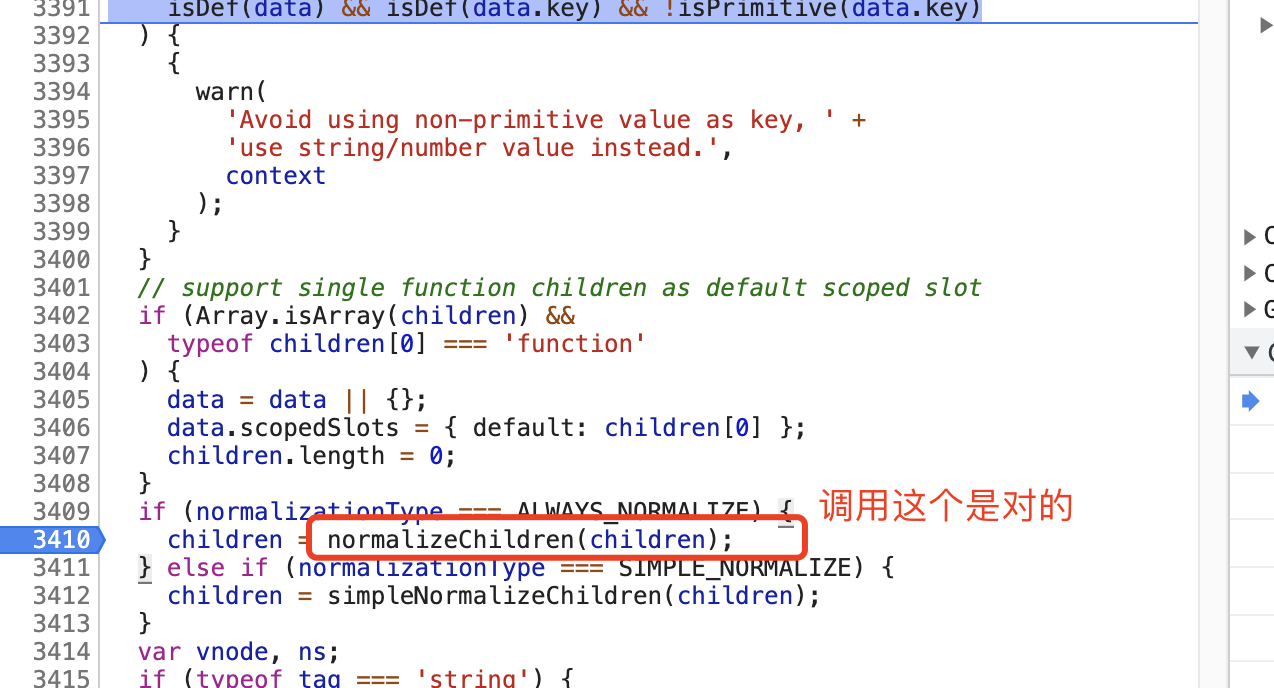 3391 isDef(data) && isDef(data.key) && !isPrimitive(data.key)
3392 ) {
3393 {
3394 warn(
3395 'Avoid using non-primitive value as key, ' +
3396 'use string/number value instead.',
3397 context
3398 );
3399 }
3400 }
3401 // support single function children as default scoped slot
3402 if (Array.isArray(children) &&
3403 typeof children[0] === 'function'
3404 ) {
3405 data = data || {};
3406 data.scopedSlots = { default: children[0] };
3407 children.length = 0;
3408 }
3409 if (normalizationType === ALWAYS_NORMALIZE) { 调用这个是对的
3410 children = normalizeChildren(children);
3411 } else if (normalizationType === SIMPLE_NORMALIZE) {
3412 children = simpleNormalizeChildren(children);
3413 }
3414 var vnode, ns;
3415 if (typeof tag === 'string') {